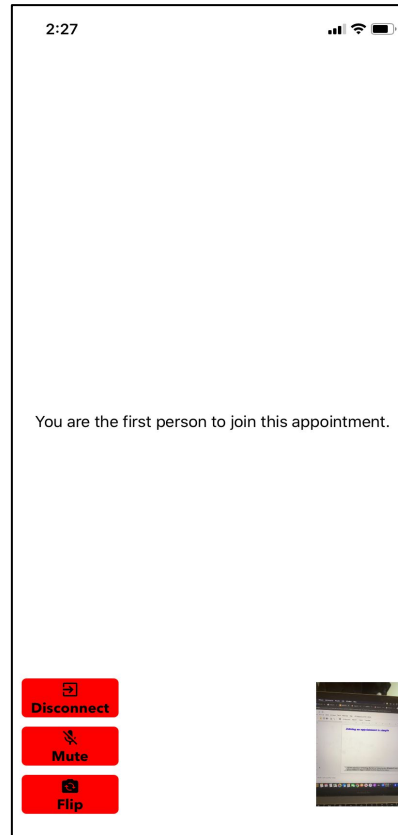 2:27
You are the first person to join this appointment.
Disconnect
Mute
Flip